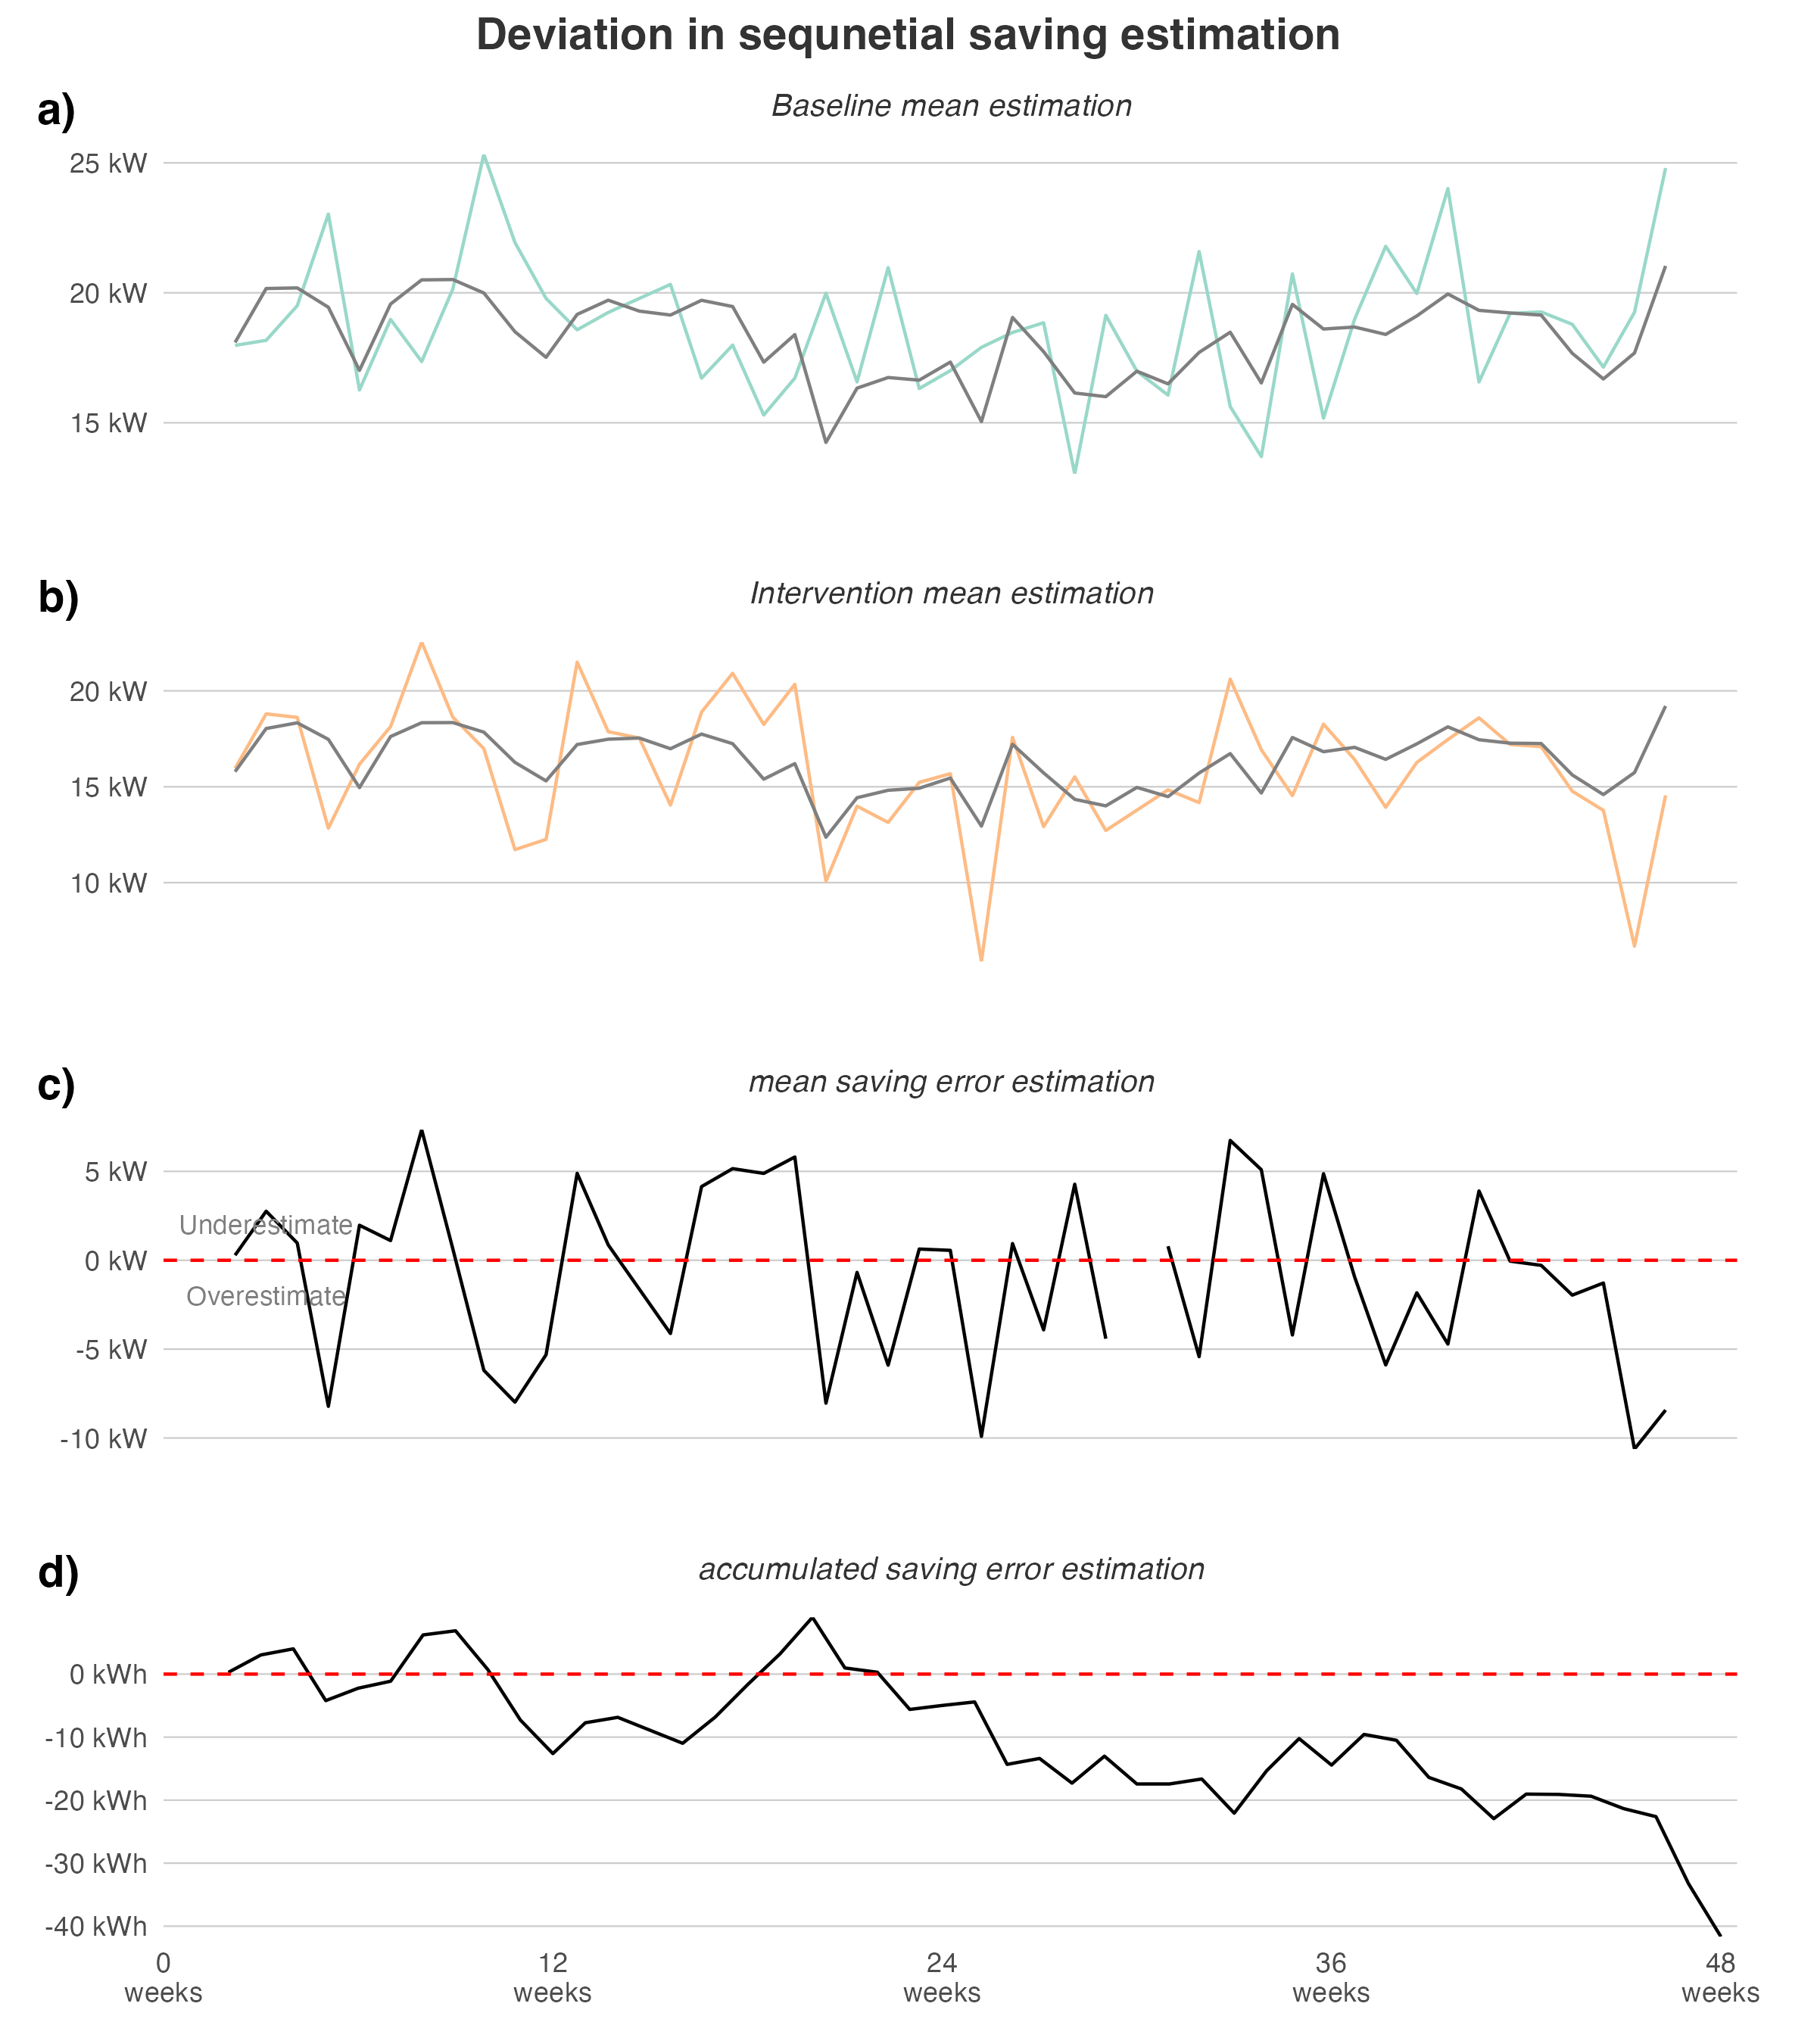 Deviation in sequnetial saving estimation
a)
Baseline mean estimation
25 kW
20 kW
15 kW
b)
Intervention mean estimation
20 kW
15 kW
10 kW
c)
mean saving error estimation
5 kW
Underestimate
0 kW
Overestimate
-5 kW
-10 kW
d)
accumulated saving error estimation
0 kWh
-10 kWh
-20 kWh
-30 kWh
-40 kWh
0 12 24 36 48
weeks weeks weeks weeks weeks